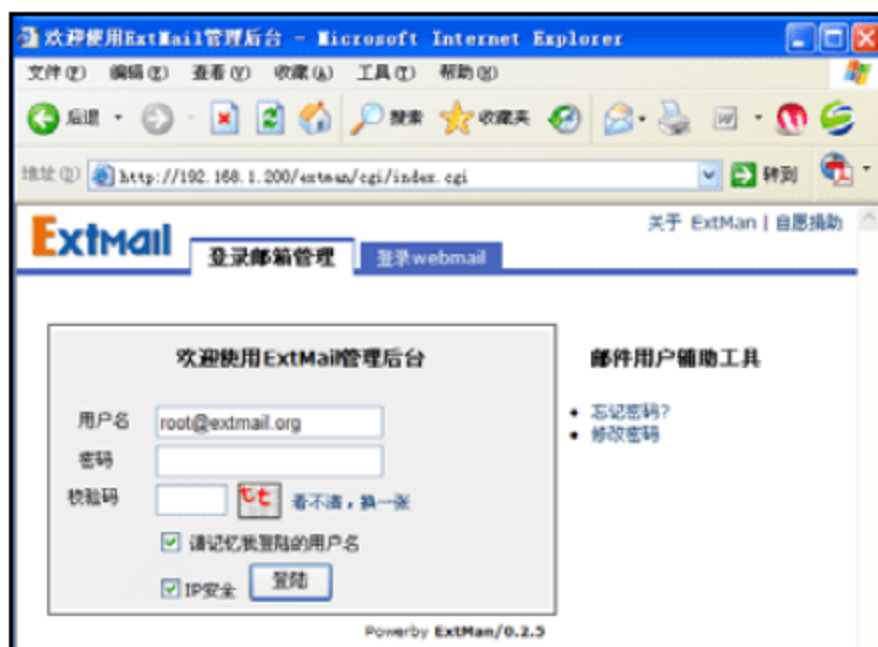 欢迎使用ExtMail管理后台 - Microsoft Internet Explorer
文件(F) 编辑(E) 查看(V) 收藏(A) 工具(T) 帮助(H)
后退 搜索 收藏夹
地址(D) http://192.168.1.200/extman/cgi/index.cgi 转到
关于 ExtMan | 自愿捐助
ExtMail 登录邮箱管理 登录webmail
欢迎使用ExtMail管理后台
用户名 root@extmail.org
密码
校验码 tt 看不清，换一张
请记忆我登陆的用户名
IP安全 登陆
邮件用户辅助工具
忘记密码?
修改密码
Powerby ExtMan/0.2.5